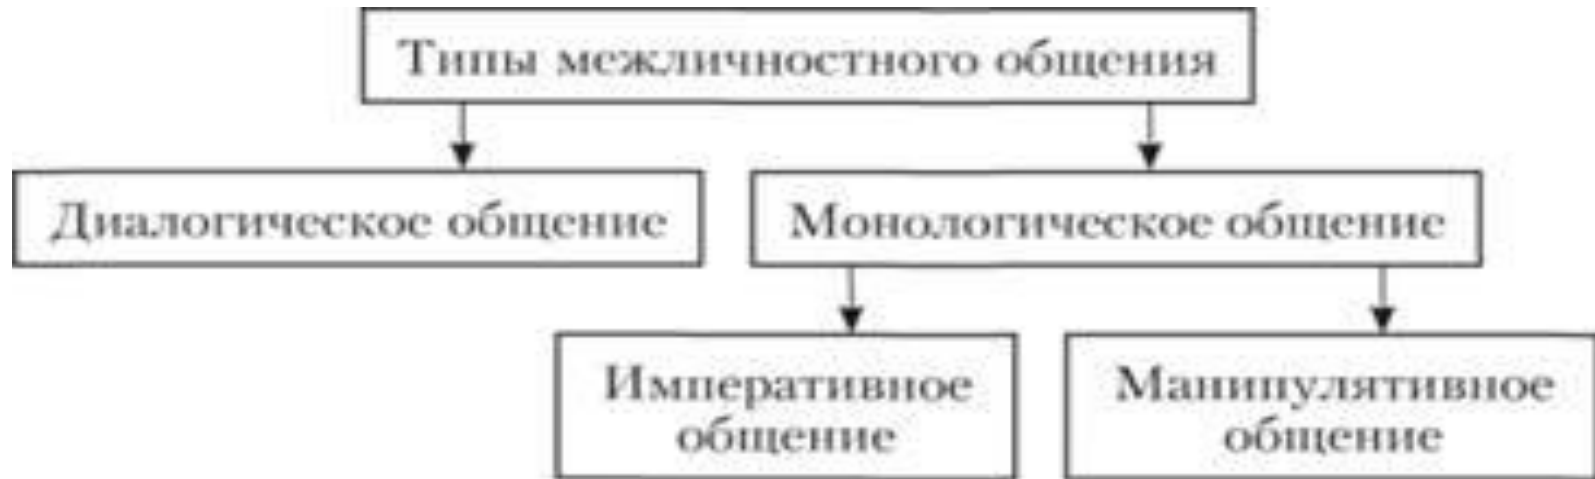 Типы межличностного общения
Диалогическое общение
Монологическое общение
Императивное
общение
Манипулятивное
общение